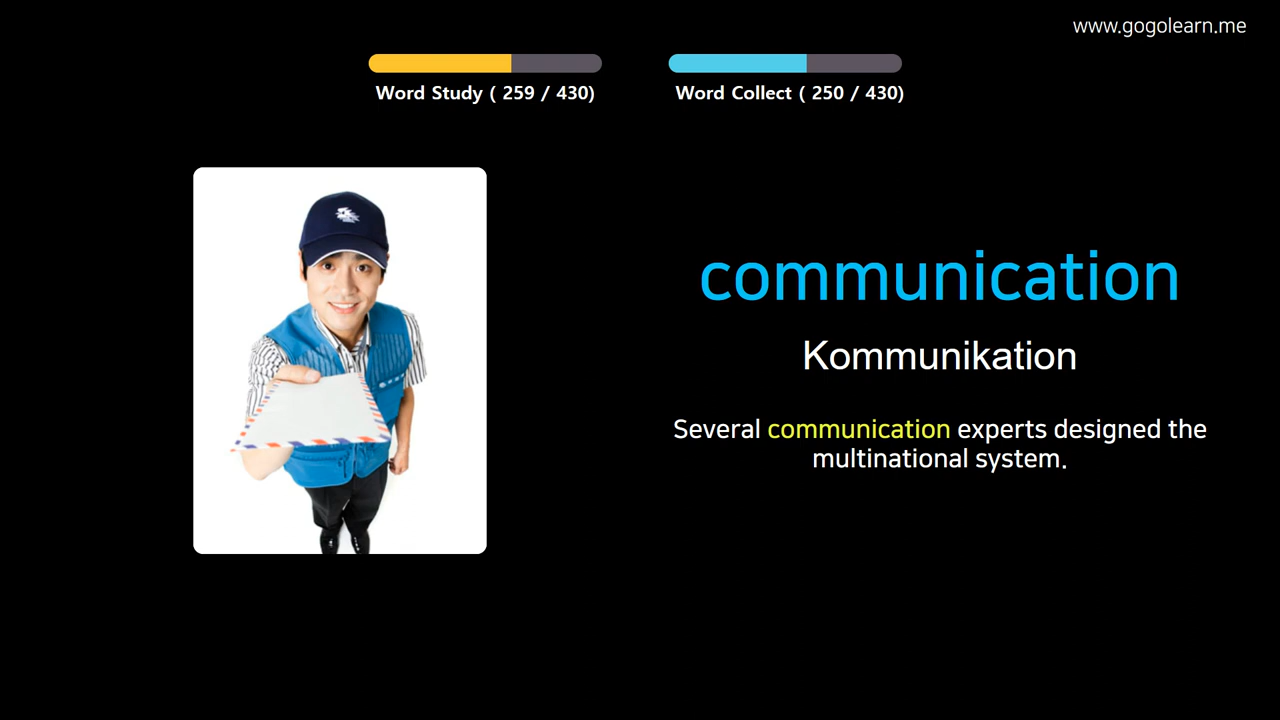 www.gogolearn.me
Word Study ( 259 / 430)
Word Collect ( 250 / 430)
communication
Kommunikation
Several communication experts designed the
multinational system.